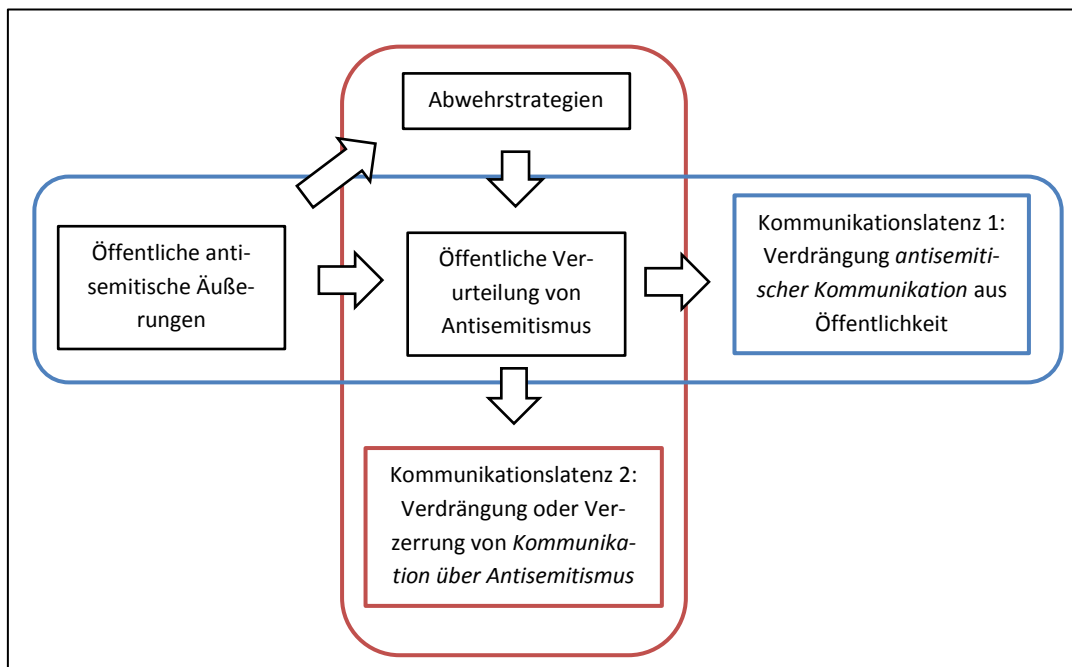 Abwehrstrategien
Öffentliche anti-
semitische Äuße-
rungen
Öffentliche Ver-
urteilung von
Antisemitismus
Kommunikationslatenz 1:
Verdrängung antisemiti-
scher Kommunikation aus
Öffentlichkeit
Kommunikationslatenz 2:
Verdrängung oder Ver-
zerrung von Kommunika-
tion über Antisemitismus